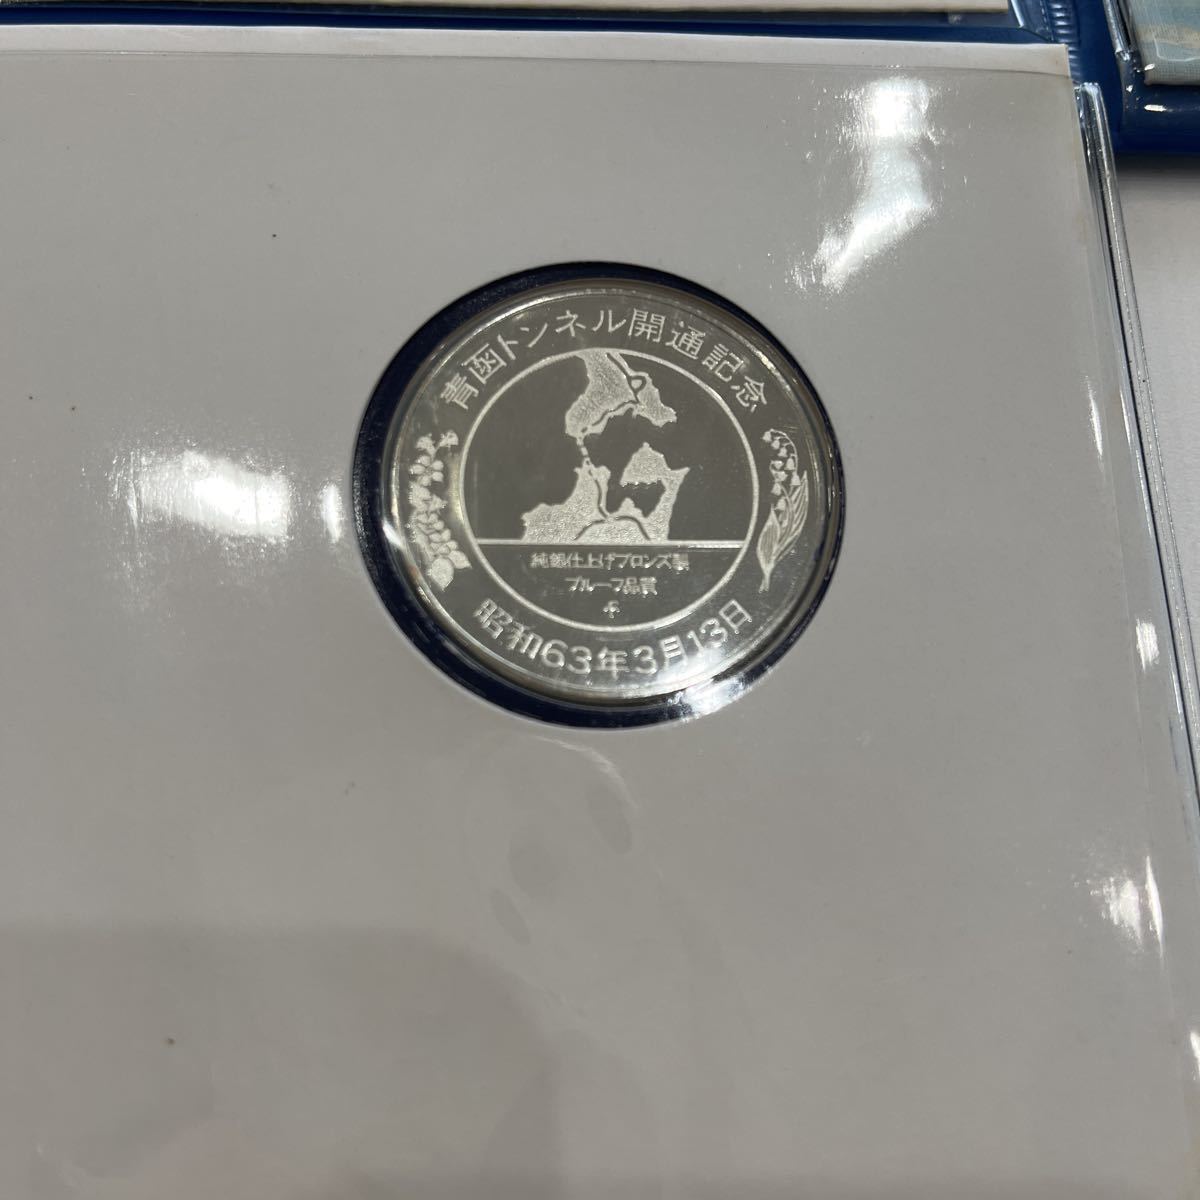 青函トンネル開通記念
純銀仕上げブロンズ製
プルーフ品質
昭和63年3月13日